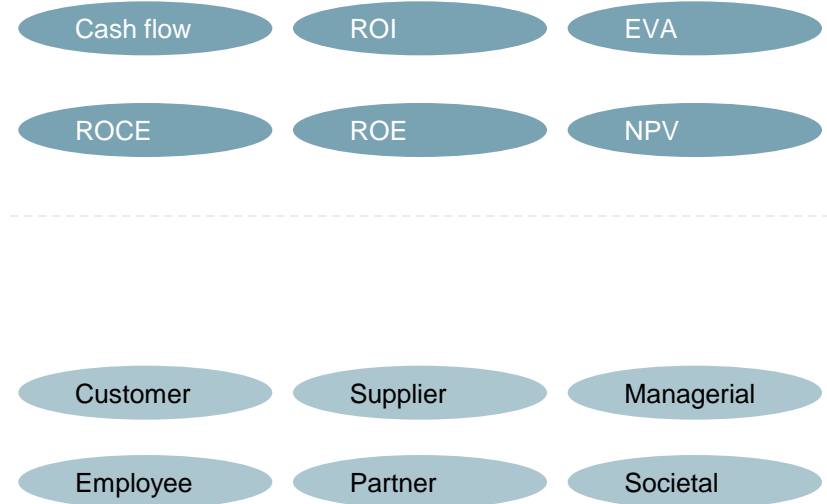 Cash flow ROI EVA
ROCE ROE NPV
Customer Supplier Managerial
Employee Partner Societal